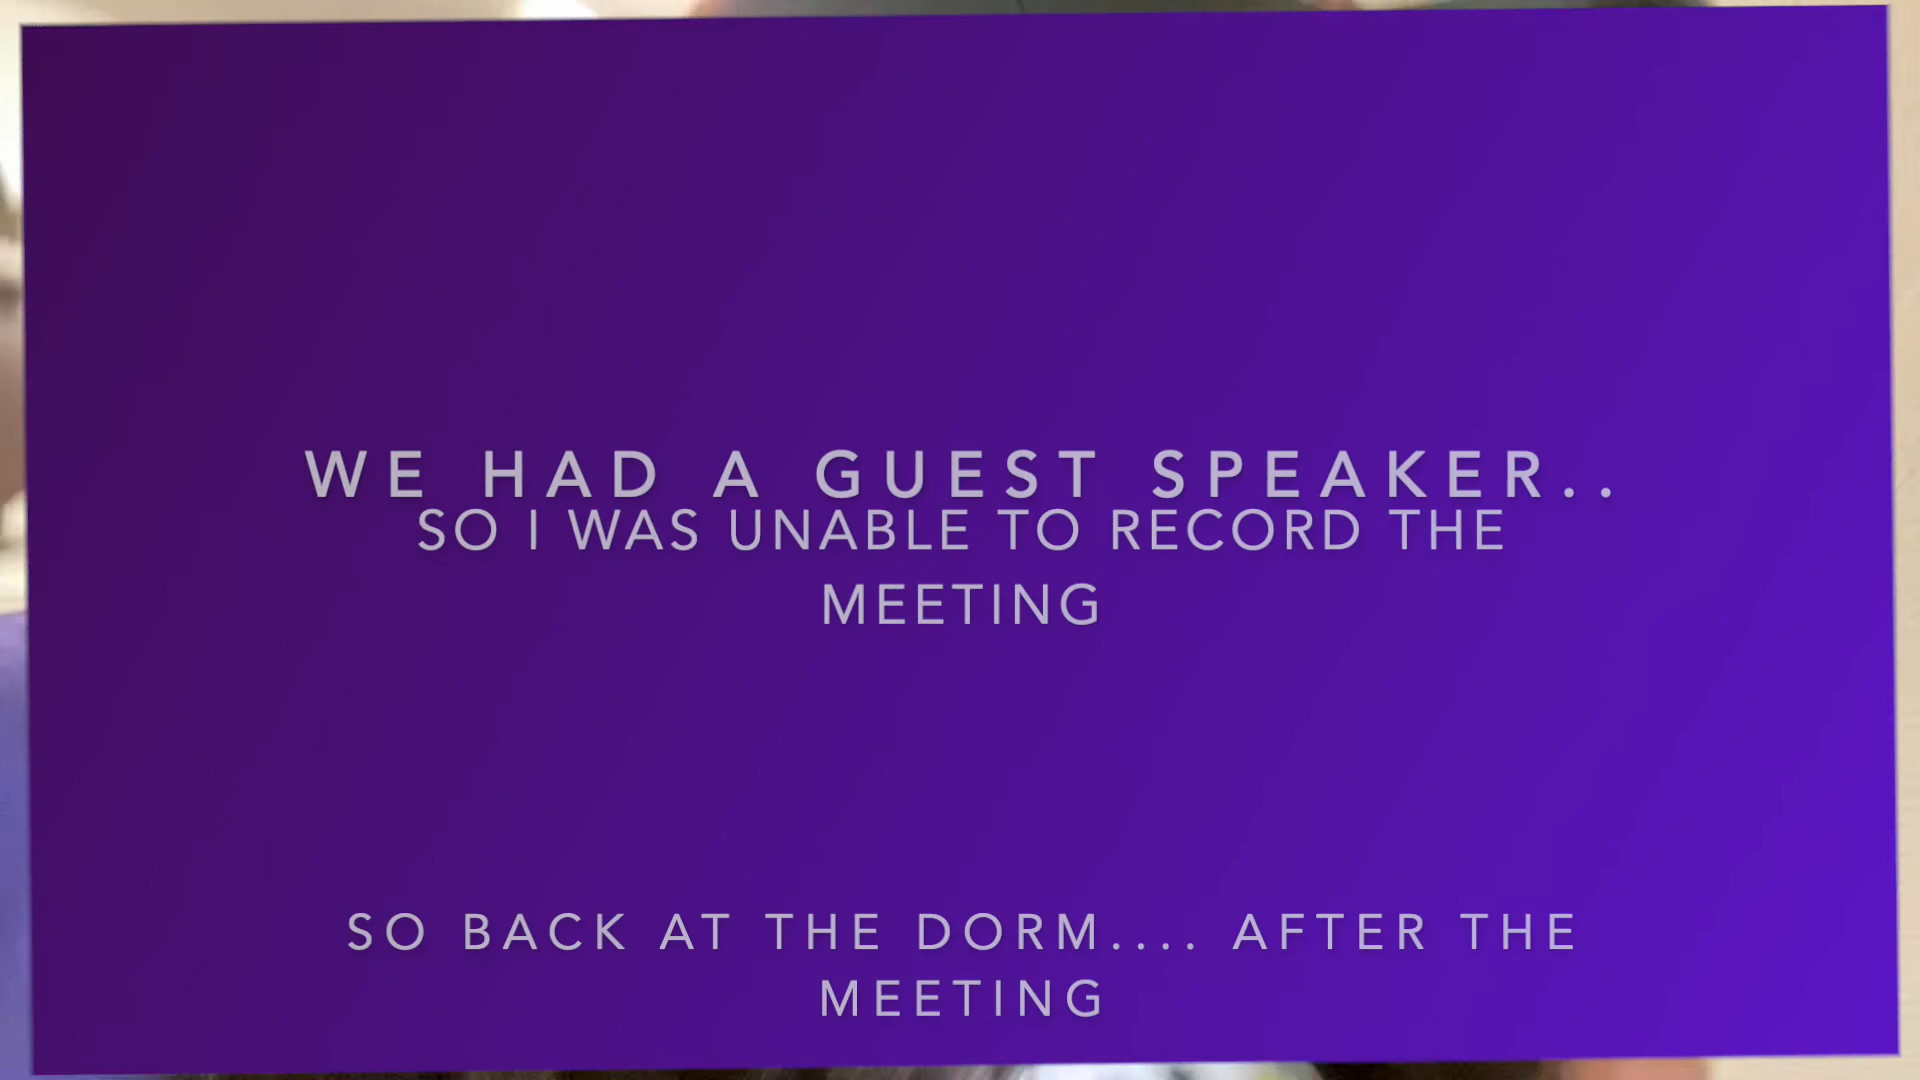 WE HAD A GUEST SPEAKER..
SO I WAS UNABLE TO RECORD THE
MEETING
SO BACK AT THE DORM.... AFTER THE
MEETING